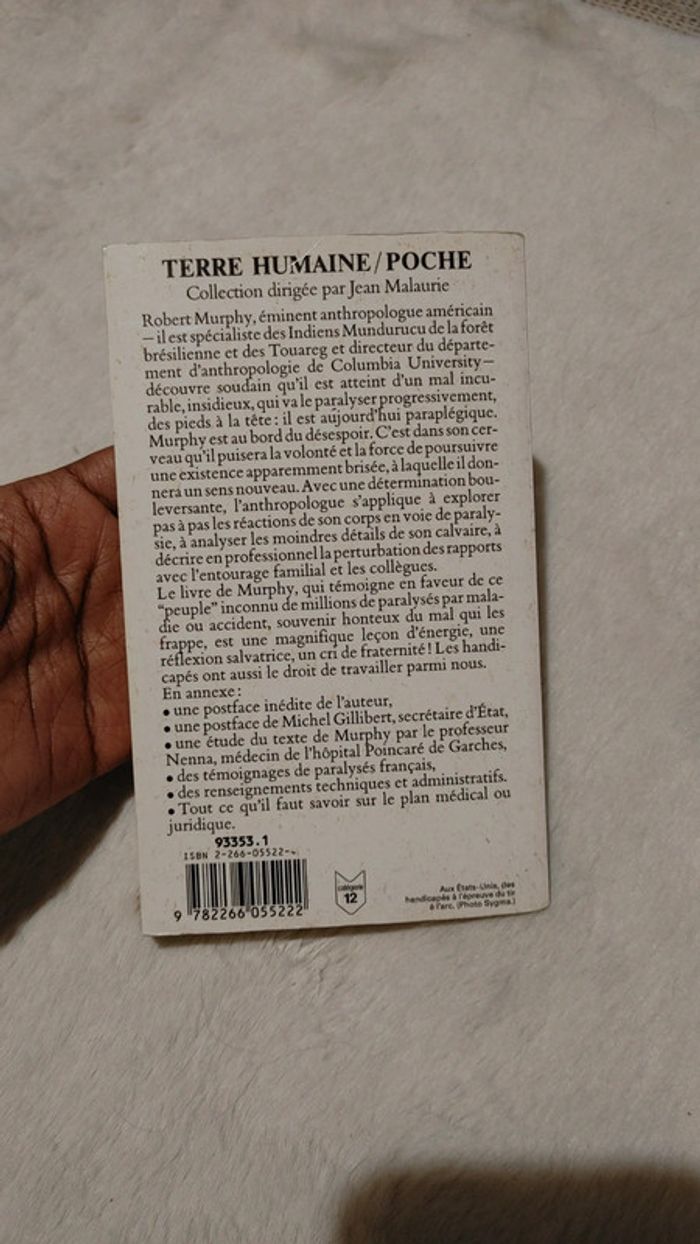 TERRE HUMAINE/POCHE
Collection dirigée par Jean Malaurie
Robert Murphy, éminent anthropologue américain
— il est spécialiste des Indiens Mundurucu de la forêt
brésilienne et des Touareg et directeur du départe-
ment d'anthropologie de Columbia University —
découvre soudain qu'il est atteint d'un mal incu-
rable, insidieux, qui va le paralyser progressivement,
des pieds à la tête : il est aujourd'hui paraplégique.
Murphy est au bord du désespoir. C'est dans son cer-
veau qu'il puisera la volonté et la force de poursuivre
une existence apparemment brisée, à laquelle il don-
nera un sens nouveau. Avec une détermination bou-
leversante, l'anthropologue s'applique à explorer
pas à pas les réactions de son corps en voie de paraly-
sie, à analyser les moindres détails de son calvaire, à
décrire en professionnel la perturbation des rapports
avec l'entourage familial et les collègues.
Le livre de Murphy, qui témoigne en faveur de ce
"peuple" inconnu de millions de paralysés par mala-
die ou accident, souvenir honteux du mal qui les
frappe, est une magnifique leçon d'énergie, une
réflexion salvatrice, un cri de fraternité ! Les handi-
capés ont aussi le droit de travailler parmi nous.
En annexe :
• une postface inédite de l'auteur,
• une postface de Michel Gillibert, secrétaire d'État,
• une étude du texte de Murphy par le professeur
Nenna, médecin de l'hôpital Poincaré de Garches,
• des témoignages de paralysés français,
• des renseignements techniques et administratifs.
• Tout ce qu'il faut savoir sur le plan médical ou
juridique.
93353.1
ISBN 2-266-05522-
9 782266 055222
catégorie
12
Aux États-Unis, des
handicapés à l'épreuve du tir
à l'arc. (Photo Sygma.)